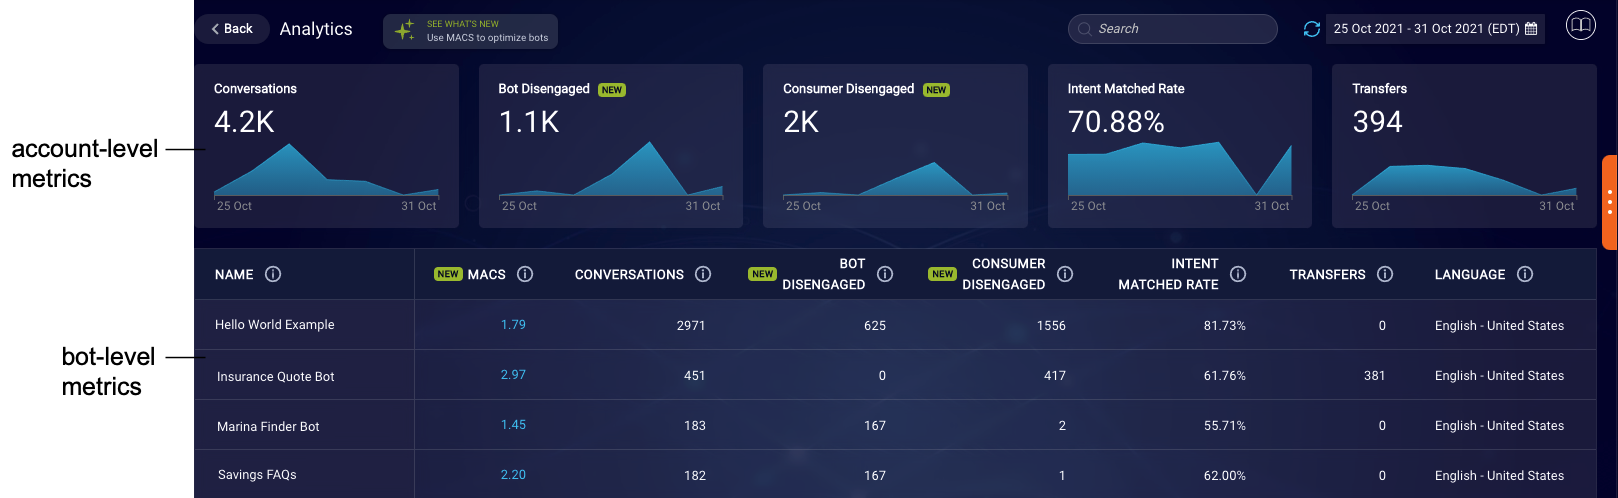 Back
Analytics
SEE WHAT'S NEW
Use MACS to optimize bots
Search
25 Oct 2021 - 31 Oct 2021 (EDT)
account-level
metrics
Conversations
4.2K
25 Oct
31 Oct
Bot Disengaged NEW
1.1K
25 Oct
31 Oct
Consumer Disengaged NEW
2K
25 Oct
31 Oct
Intent Matched Rate
70.88%
25 Oct
31 Oct
Transfers
394
25 Oct
31 Oct
bot-level
metrics
NAME
NEW MACS
CONVERSATIONS
NEW BOT
DISENGAGED
NEW CONSUMER
DISENGAGED
INTENT
MATCHED RATE
TRANSFERS
LANGUAGE
Hello World Example 1.79 2971 625 1556 81.73% 0 English - United States
Insurance Quote Bot 2.97 451 0 417 61.76% 381 English - United States
Marina Finder Bot 1.45 183 167 2 55.71% 0 English - United States
Savings FAQs 2.20 182 167 1 62.00% 0 English - United States